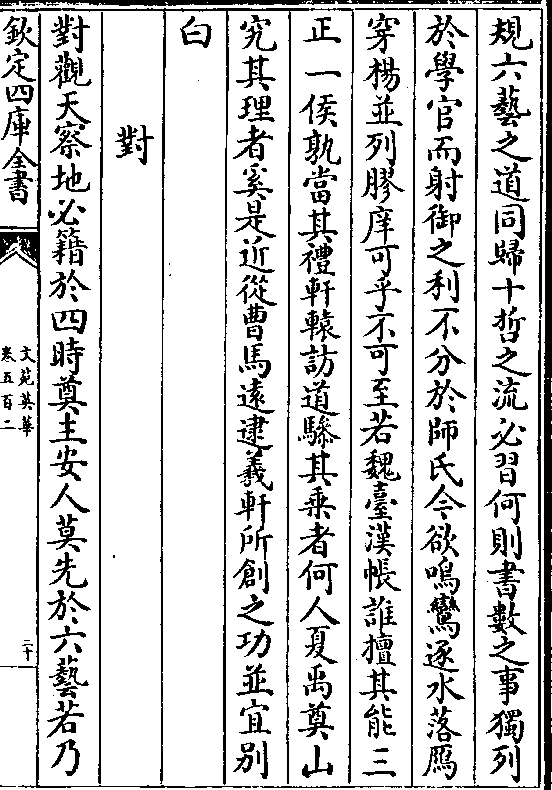 規六藝之道同歸十哲之流必習何則書數之事獨列
於學官而射御之利不分於師氏今欲鳴鸞逐水落鴈
穿楊並列膠庠可乎不可至若魏臺漢帳誰擅其能三
正一侯孰當其禮軒轅訪道驂其乗者何人夏禹奠山
究其理者奚是近從曹馬遠逮羲軒所創之功並宜别
白
對
對觀天察地必籍於四時奠主安人莫先於六藝若乃
欽定四庫全書
文苑英華
卷五百二
二十